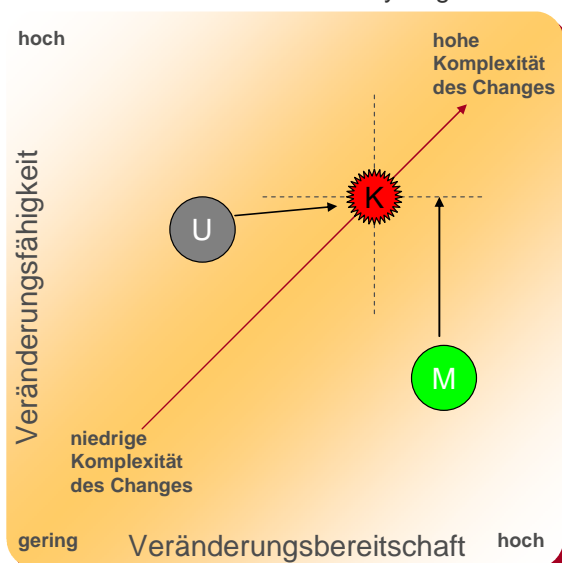 hoch
hohe
Komplexität
des Changes
Veränderungsfähigkeit
K
U
M
niedrige
Komplexität
des Changes
gering
Veränderungsbereitschaft
hoch